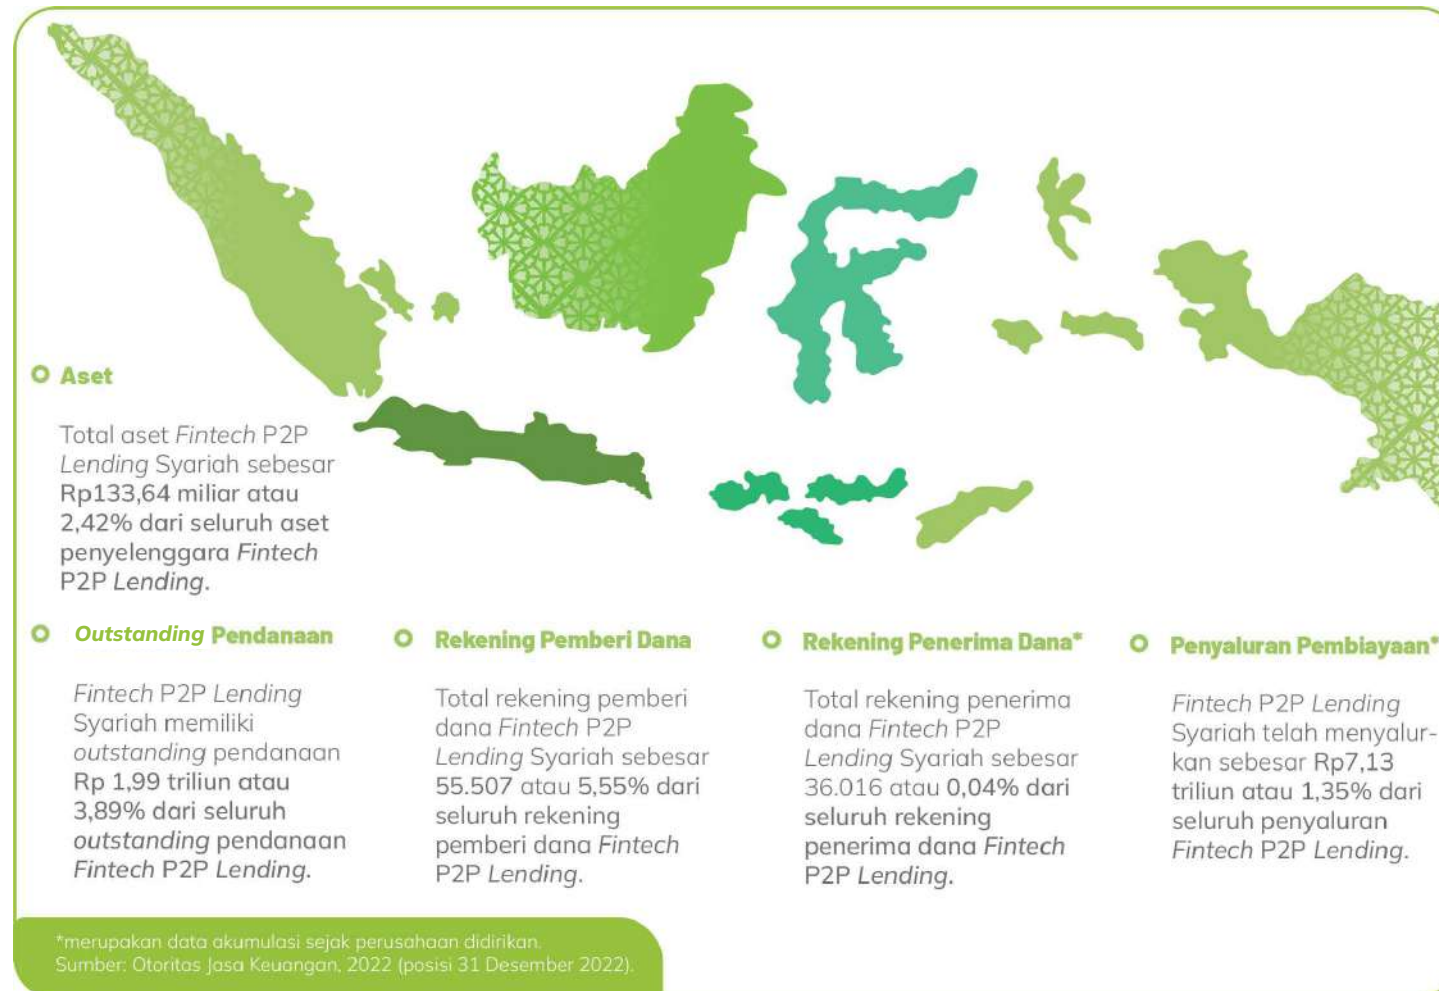 Aset
Total aset Fintech P2P
Lending Syariah sebesar
Rp133,64 miliar atau
2,42% dari seluruh aset
penyelenggara Fintech
P2P Lending.
Outstanding Pendanaan
Fintech P2P Lending
Syariah memiliki
outstanding pendanaan
Rp 1,99 triliun atau
3,89% dari seluruh
outstanding pendanaan
Fintech P2P Lending.
Rekening Pemberi Dana
Total rekening pemberi
dana Fintech P2P
Lending Syariah sebesar
55.507 atau 5,55% dari
seluruh rekening
pemberi dana Fintech
P2P Lending.
Rekening Penerima Dana*
Total rekening penerima
dana Fintech P2P
Lending Syariah sebesar
36.016 atau 0,04% dari
seluruh rekening
penerima dana Fintech
P2P Lending.
Penyaluran Pembiayaan*
Fintech P2P Lending
Syariah telah menyalur-
kan sebesar Rp7,13
triliun atau 1,35% dari
seluruh penyaluran
Fintech P2P Lending.
*merupakan data akumulasi sejak perusahaan didirikan.
Sumber: Otoritas Jasa Keuangan, 2022 (posisi 31 Desember 2022).